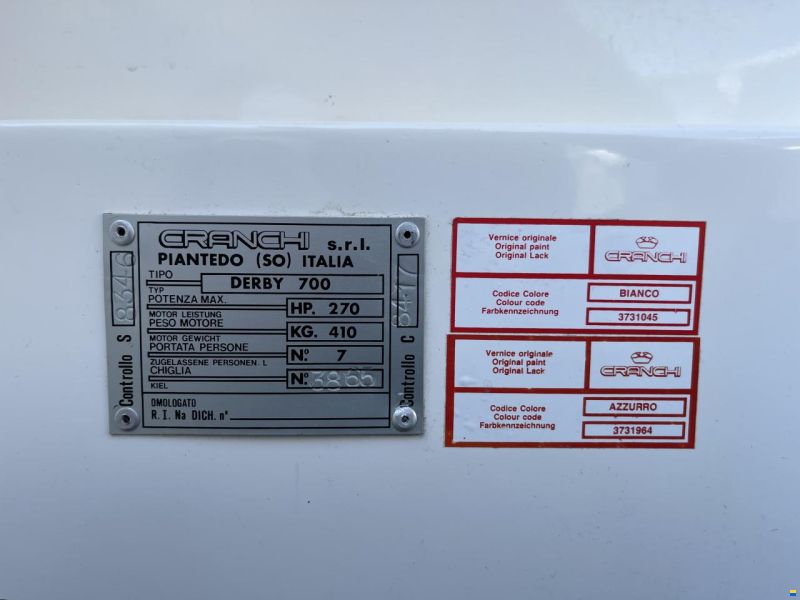 CRANCHI s.r.l.
PIANTEDO (SO) ITALIA
TIPO
TYP
DERBY 700
POTENZA MAX.
MOTOR LEISTUNG
HP. 270
PESO MOTORE
MOTOR GEWICHT
KG. 410
PORTATA PERSONE
ZUGELASSENE PERSONEN. L
N° 7
CHIGLIA
KIEL
N° 3865
OMOLOGATO
R. I. Na DICH. n°
Controllo S 8346
Controllo C 8417
Vernice originale
Original paint
Original Lack
CRANCHI
Codice Colore
Colour code
Farbkennzeichnung
BIANCO
3731045
Vernice originale
Original paint
Original Lack
CRANCHI
Codice Colore
Colour code
Farbkennzeichnung
AZZURRO
3731964